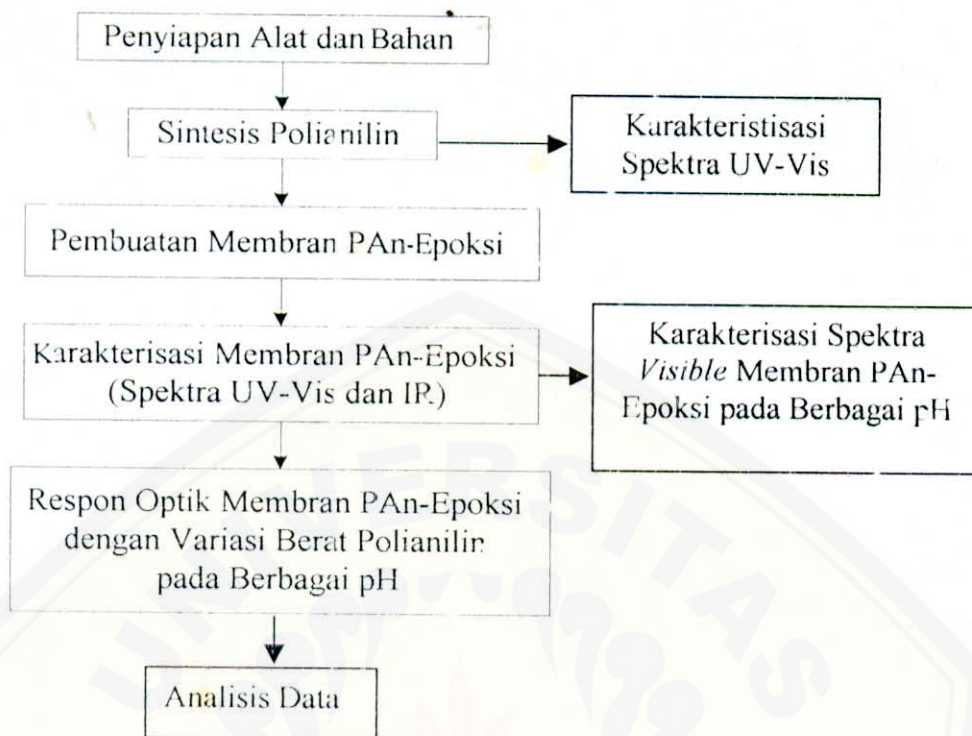 Penyiapan Alat dan Bahan
Sintesis Polianilin
Karakteristisasi
Spektra UV-Vis
Pembuatan Membran PAn-Epoksi
Karakterisasi Membran PAn-Epoksi
(Spektra UV-Vis dan IR)
Karakterisasi Spektra
Visible Membran PAn-
Epoksi pada Berbagai pH
Respon Optik Membran PAn-Epoksi
dengan Variasi Berat Polianilin
pada Berbagai pH
Analisis Data
UNIVERSITAS